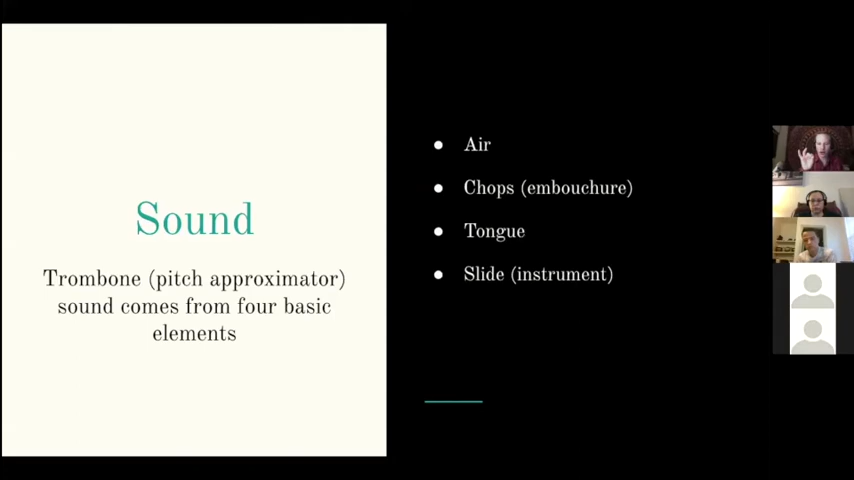 Sound
Trombone (pitch approximator)
sound comes from four basic
elements
● Air
● Chops (embouchure)
● Tongue
● Slide (instrument)